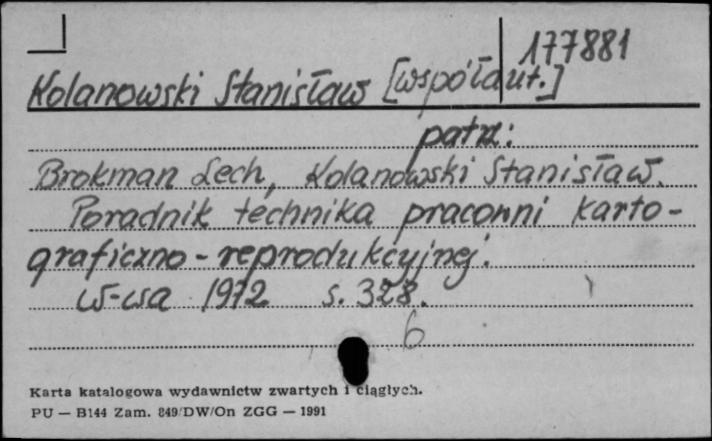 177881
Kolanowski Stanisław [współaut.]
patrz:
Brokman Lech, Kolanowski Stanisław.
Poradnik technika pracowni karto-
graficzno-reprodukcyjnej.
W-wa 1972 s. 328.
6
Karta katalogowa wydawnictw zwartych i ciągłych.
PU — B144 Zam. 849/DW/On ZGG — 1991